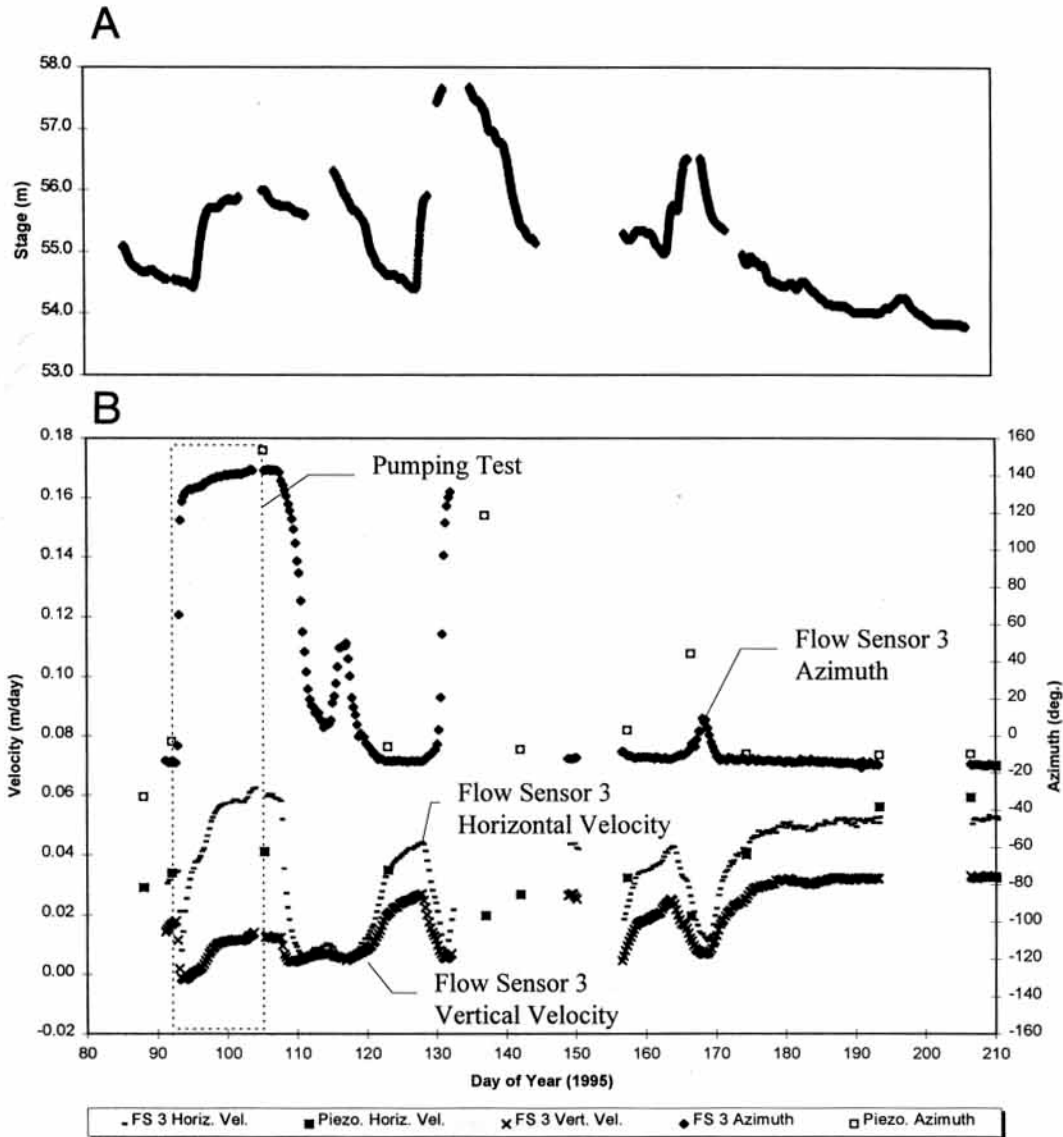 A
58.0
57.0
56.0
55.0
54.0
53.0
Stage (m)
B
0.18
0.16
0.14
0.12
0.10
0.08
0.06
0.04
0.02
0.00
-0.02
Velocity (m/day)
160
140
120
100
80
60
40
20
0
-20
-40
-60
-80
-100
-120
-140
-160
Azimuth (deg.)
Pumping Test
Flow Sensor 3
Azimuth
Flow Sensor 3
Horizontal Velocity
Flow Sensor 3
Vertical Velocity
80 90 100 110 120 130 140 150 160 170 180 190 200 210
Day of Year (1995)
FS 3 Horiz. Vel. Piezo. Horiz. Vel. FS 3 Vert. Vel. FS 3 Azimuth Piezo. Azimuth